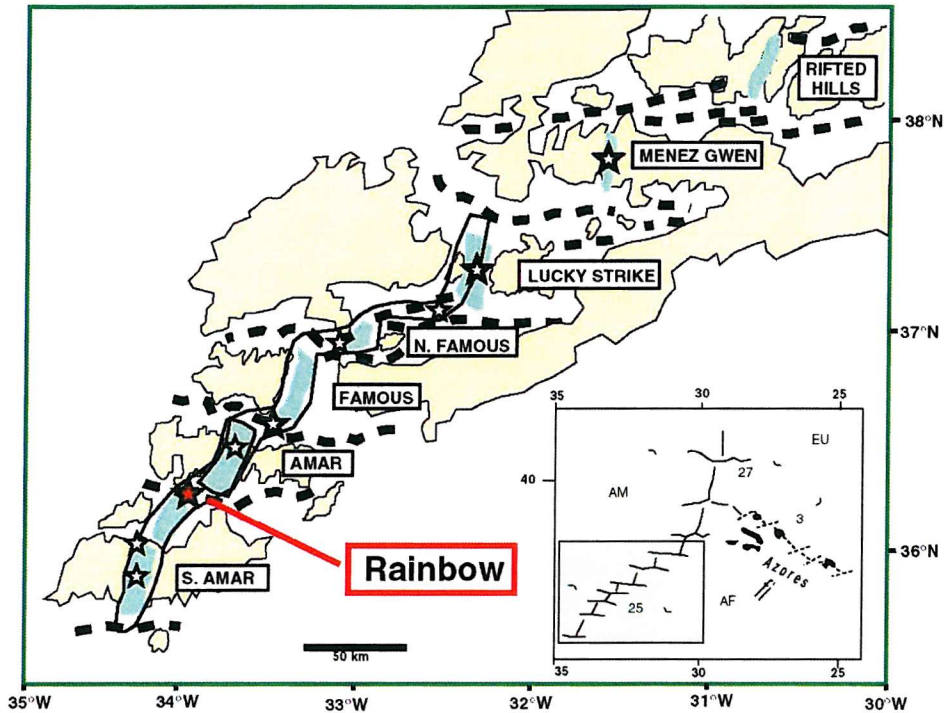 RIFTED
HILLS
38°N
MENEZ GWEN
LUCKY STRIKE
37°N
N. FAMOUS
FAMOUS
AMAR
Rainbow
S. AMAR
36°N
50 km
35°W
34°W
33°W
32°W
31°W
30°W
35
30
25
EU
27
40
AM
3
Azores
AF
25
35
30
25